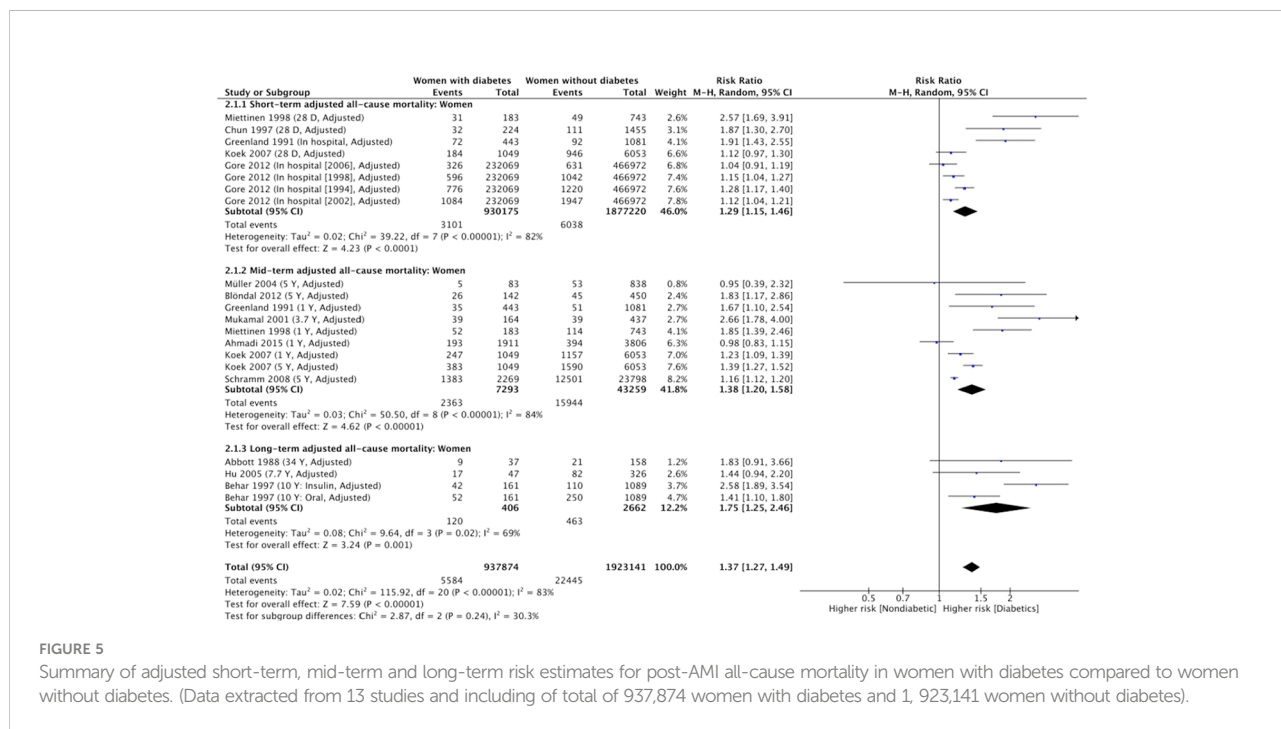 Women with diabetes Women without diabetes Risk Ratio Risk Ratio
Study or Subgroup Events Total Events Total Weight M-H, Random, 95% CI M-H, Random, 95% CI
2.1.1 Short-term adjusted all-cause mortality: Women
Miettinen 1998 (28 D, Adjusted) 31 183 49 743 2.6% 2.57 [1.69, 3.91]
Chun 1997 (28 D, Adjusted) 32 224 111 1455 3.1% 1.87 [1.30, 2.70]
Greenland 1991 (In hospital, Adjusted) 72 443 92 1081 4.1% 1.91 [1.43, 2.55]
Koek 2007 (28 D, Adjusted) 184 1049 946 6053 6.6% 1.12 [0.97, 1.30]
Gore 2012 (In hospital [2006], Adjusted) 326 232069 631 466972 6.8% 1.04 [0.91, 1.19]
Gore 2012 (In hospital [1998], Adjusted) 596 232069 1042 466972 7.4% 1.15 [1.04, 1.27]
Gore 2012 (In hospital [1994], Adjusted) 776 232069 1220 466972 7.6% 1.28 [1.17, 1.40]
Gore 2012 (In hospital [2002], Adjusted) 1084 232069 1947 466972 7.8% 1.12 [1.04, 1.21]
Subtotal (95% CI) 930175 1877220 46.0% 1.29 [1.15, 1.46]
Total events 3101 6038
Heterogeneity: Tau² = 0.02; Chi² = 39.22, df = 7 (P < 0.00001); I² = 82%
Test for overall effect: Z = 4.23 (P < 0.0001)
2.1.2 Mid-term adjusted all-cause mortality: Women
Müller 2004 (5 Y, Adjusted) 5 83 53 838 0.8% 0.95 [0.39, 2.32]
Blöndal 2012 (5 Y, Adjusted) 26 142 45 450 2.4% 1.83 [1.17, 2.86]
Greenland 1991 (1 Y, Adjusted) 35 443 51 1081 2.7% 1.67 [1.10, 2.54]
Mukamal 2001 (3.7 Y, Adjusted) 39 164 39 437 2.7% 2.66 [1.78, 4.00]
Miettinen 1998 (1 Y, Adjusted) 52 183 114 743 4.1% 1.85 [1.39, 2.46]
Ahmadi 2015 (1 Y, Adjusted) 193 1911 394 3806 6.2% 0.98 [0.83, 1.15]
Koek 2007 (1 Y, Adjusted) 247 1049 1157 6053 7.0% 1.23 [1.09, 1.39]
Koek 2007 (5 Y, Adjusted) 383 1049 1590 6053 7.6% 1.39 [1.27, 1.52]
Schramm 2008 (5 Y, Adjusted) 1383 2269 12501 23798 8.2% 1.16 [1.12, 1.20]
Subtotal (95% CI) 7293 43259 41.8% 1.38 [1.20, 1.58]
Total events 2363 15944
Heterogeneity: Tau² = 0.03; Chi² = 50.50, df = 8 (P < 0.00001); I² = 84%
Test for overall effect: Z = 4.62 (P < 0.00001)
2.1.3 Long-term adjusted all-cause mortality: Women
Abbott 1988 (34 Y, Adjusted) 9 37 21 158 1.2% 1.83 [0.91, 3.66]
Hu 2005 (7.7 Y, Adjusted) 17 47 82 326 2.6% 1.44 [0.94, 2.20]
Behar 1997 (10 Y: Insulin, Adjusted) 42 161 110 1089 3.7% 2.58 [1.89, 3.54]
Behar 1997 (10 Y: Oral, Adjusted) 52 161 250 1089 4.7% 1.41 [1.10, 1.80]
Subtotal (95% CI) 406 2662 12.2% 1.75 [1.25, 2.46]
Total events 120 463
Heterogeneity: Tau² = 0.08; Chi² = 9.64, df = 3 (P = 0.02); I² = 69%
Test for overall effect: Z = 3.24 (P = 0.001)
Total (95% CI) 937874 1923141 100.0% 1.37 [1.27, 1.49]
Total events 5584 22445
Heterogeneity: Tau² = 0.02; Chi² = 115.92, df = 20 (P < 0.00001); I² = 83%
Test for overall effect: Z = 7.59 (P < 0.00001)
Test for subgroup differences: Chi² = 2.87, df = 2 (P = 0.24), I² = 30.3%
0.5 0.7 1 1.5 2
Higher risk [Nondiabetic] Higher risk [Diabetics]
FIGURE 5
Summary of adjusted short-term, mid-term and long-term risk estimates for post-AMI all-cause mortality in women with diabetes compared to women
without diabetes. (Data extracted from 13 studies and including of total of 937,874 women with diabetes and 1, 923,141 women without diabetes).